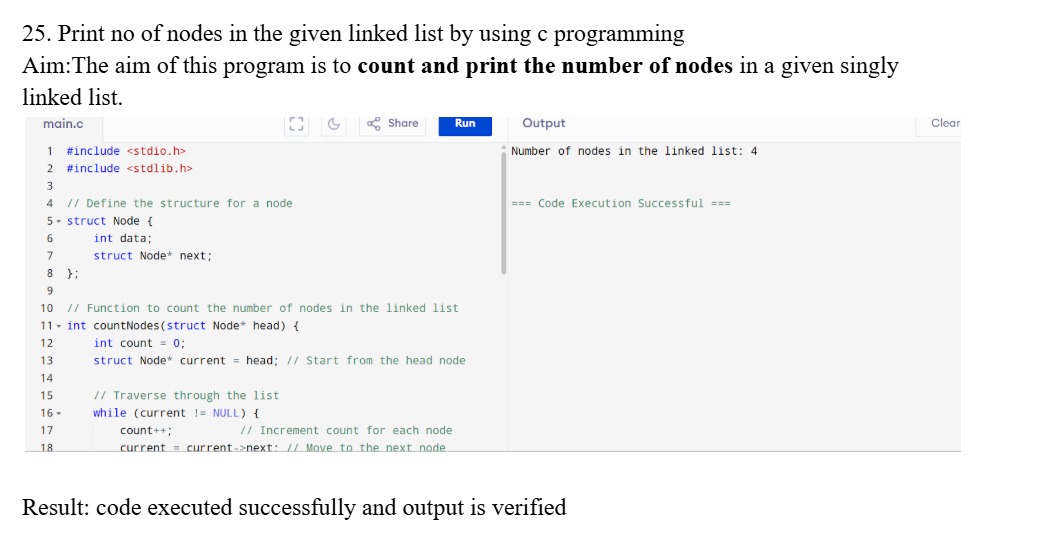 25. Print no of nodes in the given linked list by using c programming
Aim:The aim of this program is to count and print the number of nodes in a given singly
linked list.
main.c Share Run Output Clear
1 #include <stdio.h>
2 #include <stdlib.h>
3
4 // Define the structure for a node
5 struct Node {
6 int data;
7 struct Node* next;
8 };
9
10 // Function to count the number of nodes in the linked list
11 int countNodes(struct Node* head) {
12 int count = 0;
13 struct Node* current = head; // Start from the head node
14
15 // Traverse through the list
16 while (current != NULL) {
17 count++; // Increment count for each node
18 current = current->next; // Move to the next node
Number of nodes in the linked list: 4
=== Code Execution Successful ===
Result: code executed successfully and output is verified